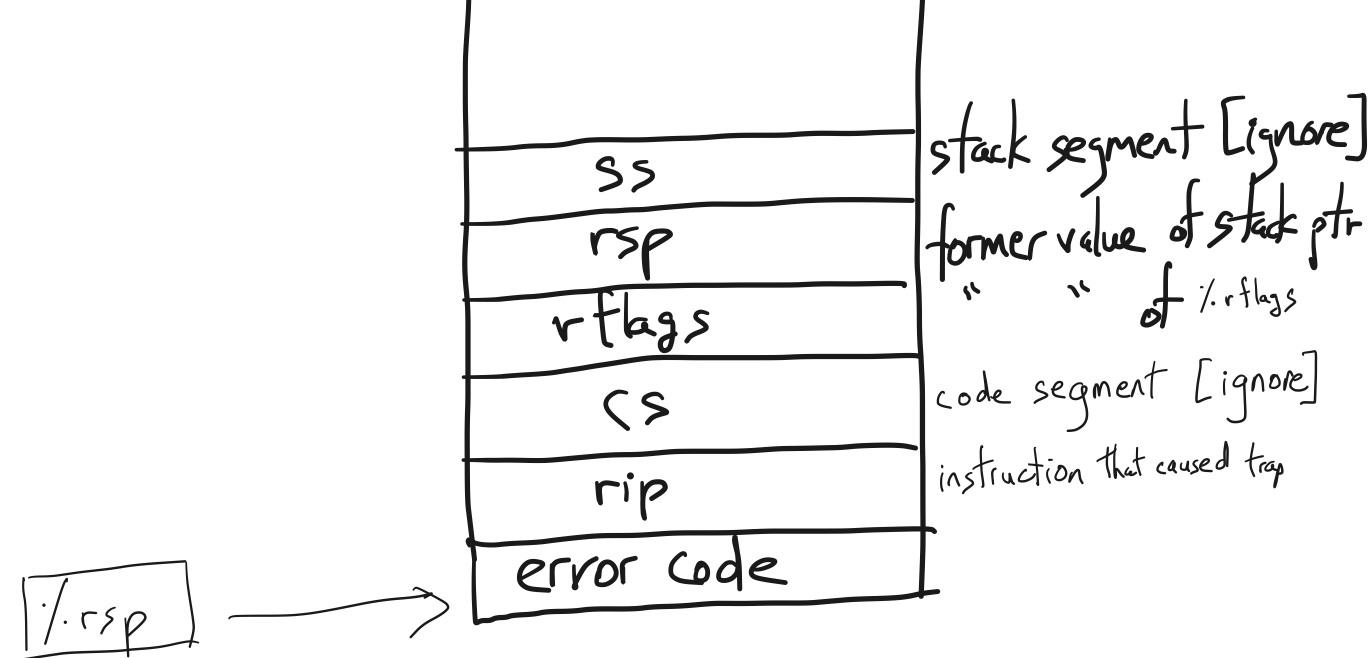 ss stack segment [ignore]
rsp former value of stack ptr
rflags " " of %rflags
cs code segment [ignore]
rip instruction that caused trap
error code
%rsp